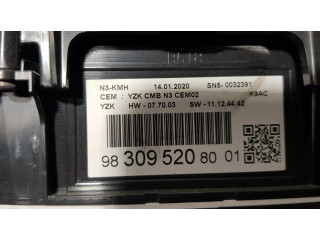 N3-KMH 14.01.2020 SN5- 0032391
CEM : YZK CMB N3 CEM02 K9AC
YZK HW - 07.70.03 SW - 11.12.44.42
98 309 520 80 01